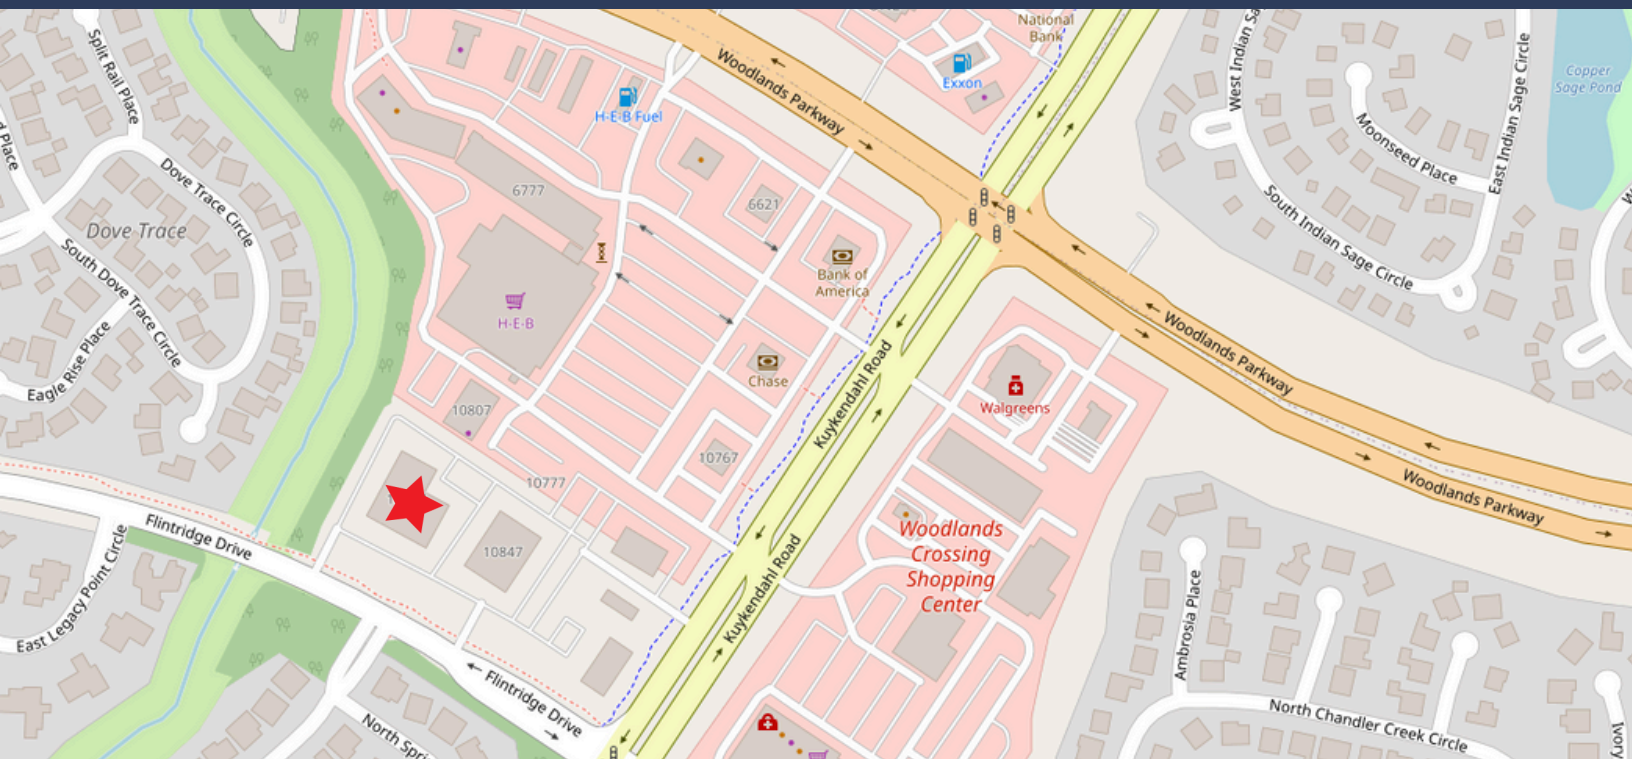 Split Rail Place
Place
Dove Trace Circle
Dove Trace
South Dove Trace Circle
Eagle Rise Place
Flintridge Drive
East Legacy Point Circle
North
Flintridge Drive
H-E-B Fuel
6777
6621
H-E-B
Bank of
America
Chase
10807
10767
10777
10847
Woodlands Parkway
National
Bank
Exxon
Kuykendahl Road
Kuykendahl Road
Walgreens
Woodlands
Crossing
Shopping
Center
Woodlands Parkway
Woodlands Parkway
West Indian
Moonseed Place
East Indian Sage Circle
South Indian Sage Circle
Copper
Sage Pond
Ambrosia Place
North Chandler Creek Circle
Ivory